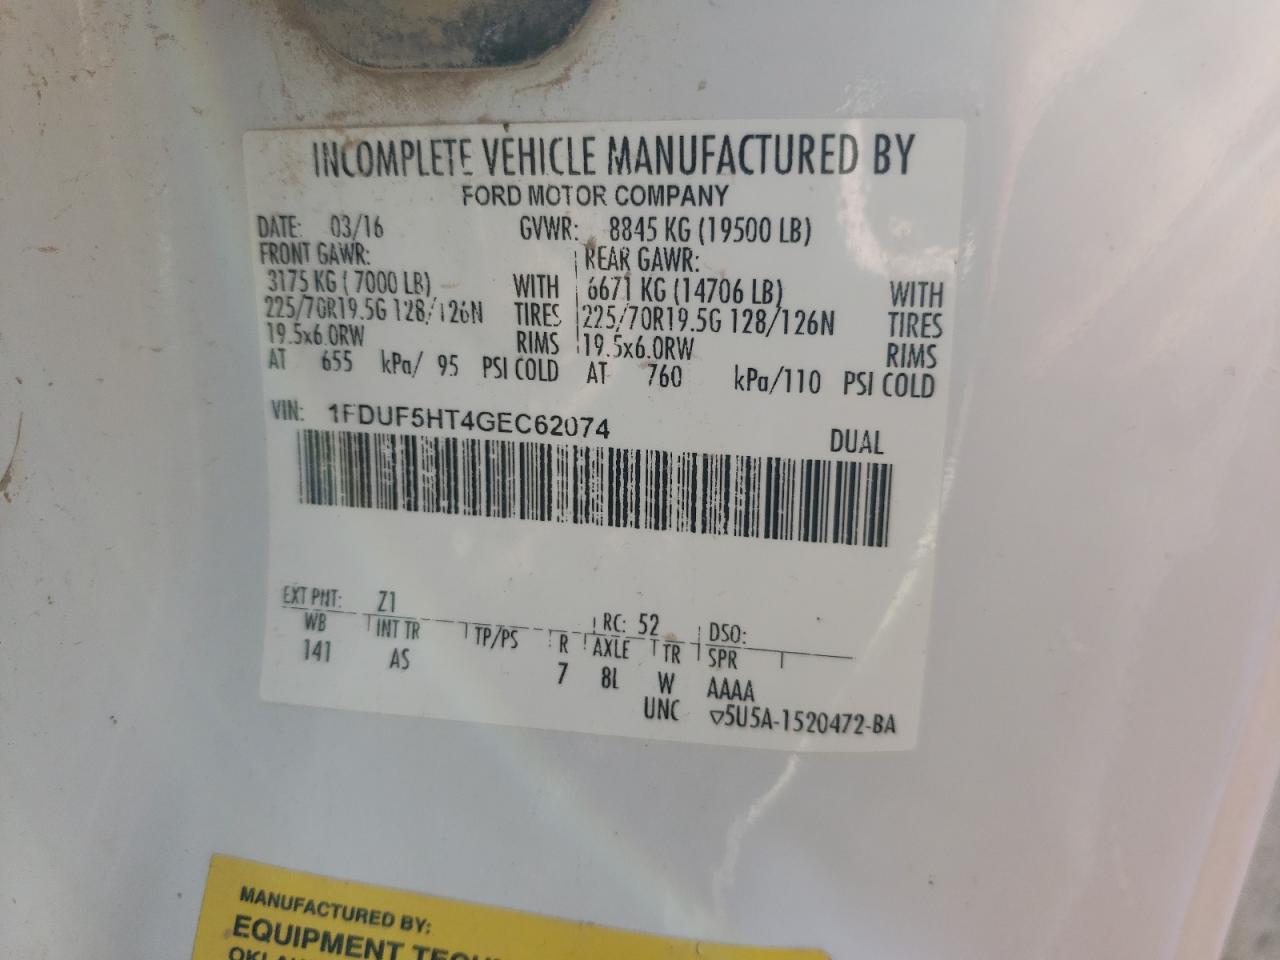 INCOMPLETE VEHICLE MANUFACTURED BY
FORD MOTOR COMPANY
DATE: 03/16 GVWR: 8845 KG (19500 LB)
FRONT GAWR: REAR GAWR:
3175 KG ( 7000 LB) WITH 6671 KG (14706 LB) WITH
225/70R19.5G 128/126N TIRES 225/70R19.5G 128/126N TIRES
19.5x6.0RW RIMS 19.5x6.0RW RIMS
AT 655 kPa/ 95 PSI COLD AT 760 kPa/110 PSI COLD
VIN: 1FDUF5HT4GEC62074
DUAL
EXT PNT: Z1 RC: 52 DSO:
WB INT TR TP/PS R AXLE TR SPR
141 AS 7 8L W AAAA
UNC ▽5U5A-1520472-BA
MANUFACTURED BY:
EQUIPMENT